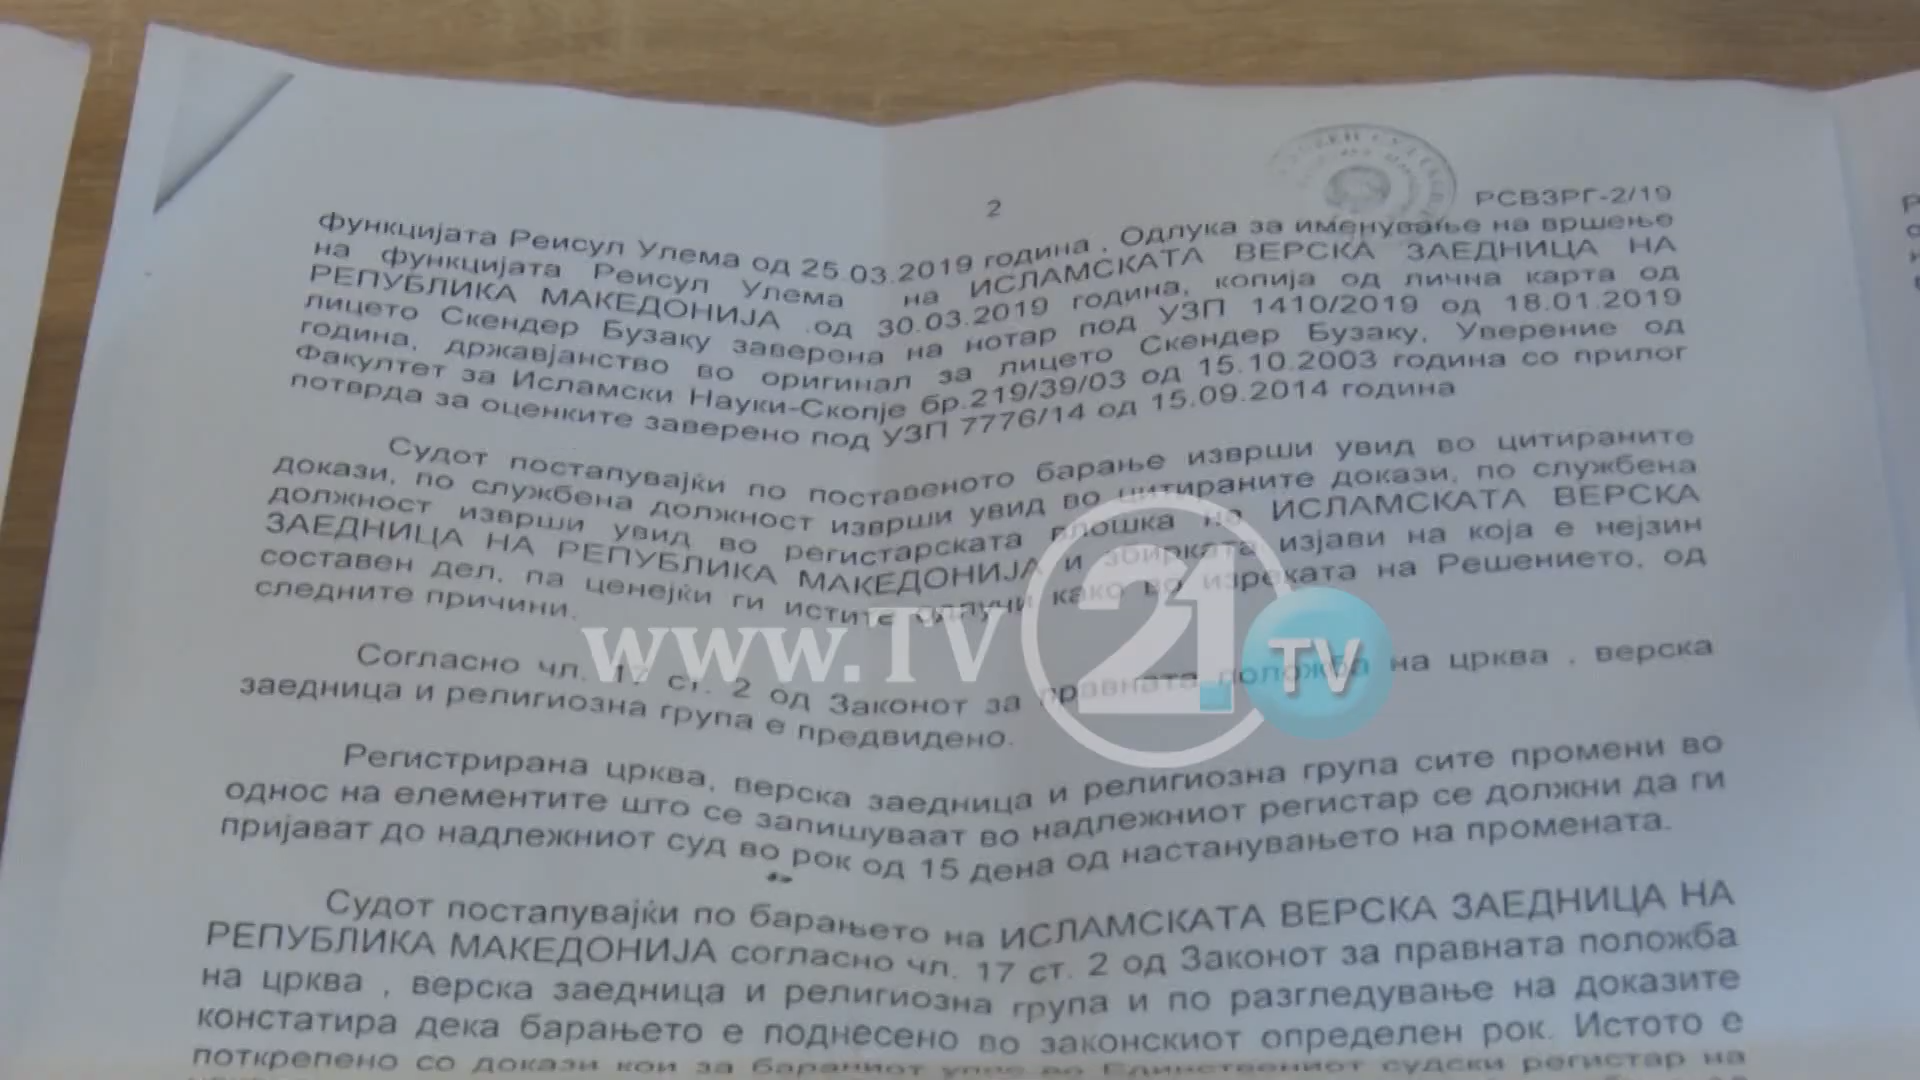 2
РСВЗРГ-2/19
функцијата Реисул Улема од 25.03.2019 година , Одлука за именување на вршење
на функцијата Реисул Улема на ИСЛАМСКАТА ВЕРСКА ЗАЕДНИЦА НА
РЕПУБЛИКА МАКЕДОНИЈА .од 30.03.2019 година, копија од лична карта од
лицето Скендер Бузаку заверена на нотар под УЗП 1410/2019 од 18.01.2019
година, државјанство во оригинал за лицето Скендер Бузаку, Уверение од
Факултет за Исламски Науки-Скопје бр.219/39/03 од 15.10.2003 година со прилог
потврда за оценките заверено под УЗП 7776/14 од 15.09.2014 година
Судот постапувајќи по поставеното барање изврши увид во цитираните
докази, по службена должност изврши увид во цитираните докази, по службена
должност изврши увид во регистарската влошка на ИСЛАМСКАТА ВЕРСКА
ЗАЕДНИЦА НА РЕПУБЛИКА МАКЕДОНИЈА и збирката изјави на која е нејзин
составен дел, па ценејќи ги истите одлучи како во изреката на Решението, од
следните причини.
Согласно чл. 17 ст. 2 од Законот за правната положба на црква , верска
заедница и религиозна група е предвидено.
Регистрирана црква, верска заедница и религиозна група сите промени во
однос на елементите што се запишуваат во надлежниот регистар се должни да ги
пријават до надлежниот суд во рок од 15 дена од настанувањето на промената.
Судот постапувајќи по барањето на ИСЛАМСКАТА ВЕРСКА ЗАЕДНИЦА НА
РЕПУБЛИКА МАКЕДОНИЈА согласно чл. 17 ст. 2 од Законот за правната положба
на црква , верска заедница и религиозна група и по разгледување на доказите
констатира дека барањето е поднесено во законскиот определен рок. Истото е
поткрепено со докази кои за бараниот упис во Единствениот судски регистар на
www.TV21
TV